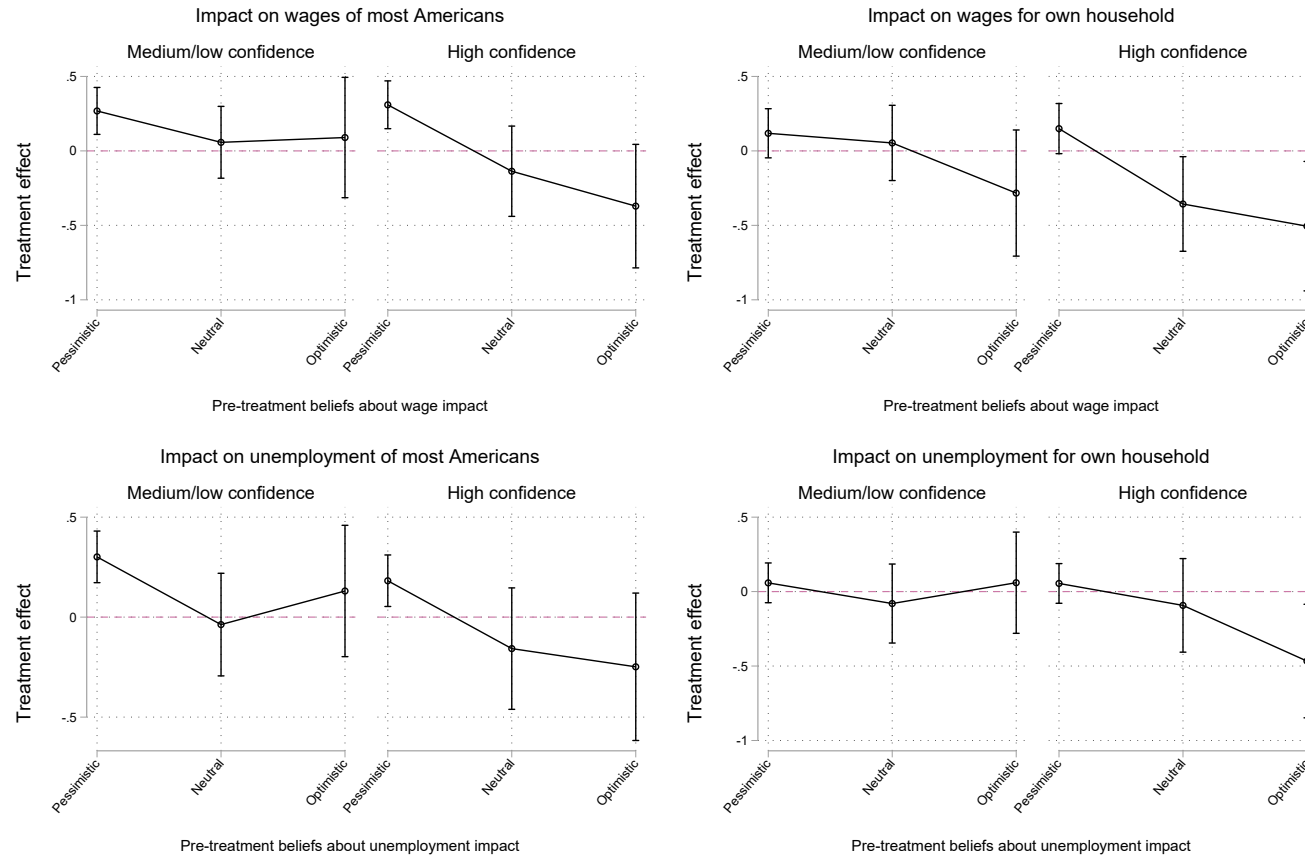 Impact on wages of most Americans
Medium/low confidence
High confidence
Treatment effect
.5
0
-.5
-1
Pessimistic
Neutral
Optimistic
Pessimistic
Neutral
Optimistic
Pre-treatment beliefs about wage impact
Impact on wages for own household
Medium/low confidence
High confidence
Treatment effect
.5
0
-.5
-1
Pessimistic
Neutral
Optimistic
Pessimistic
Neutral
Optimistic
Pre-treatment beliefs about wage impact
Impact on unemployment of most Americans
Medium/low confidence
High confidence
Treatment effect
.5
0
-.5
Pessimistic
Neutral
Optimistic
Pessimistic
Neutral
Optimistic
Pre-treatment beliefs about unemployment impact
Impact on unemployment for own household
Medium/low confidence
High confidence
Treatment effect
.5
0
-.5
-1
Pessimistic
Neutral
Optimistic
Pessimistic
Neutral
Optimistic
Pre-treatment beliefs about unemployment impact